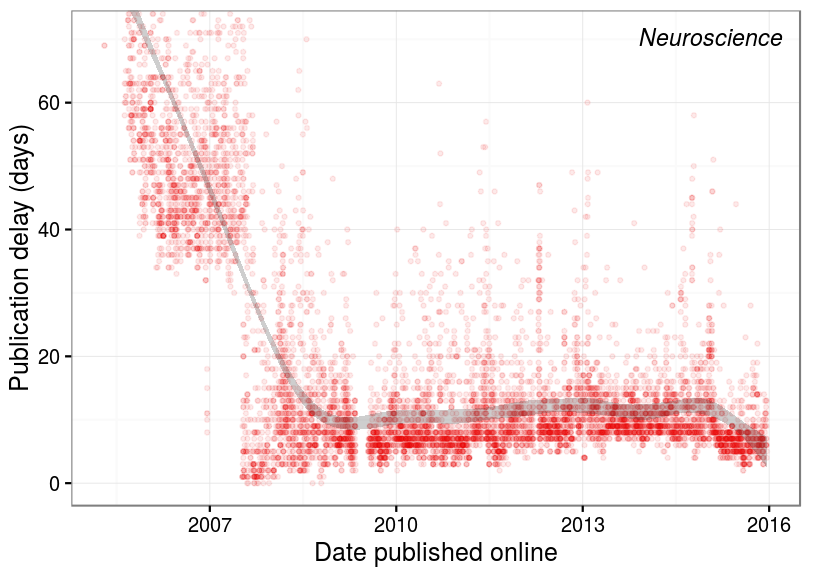 Neuroscience
Publication delay (days)
60
40
20
0
2007 2010 2013 2016
Date published online